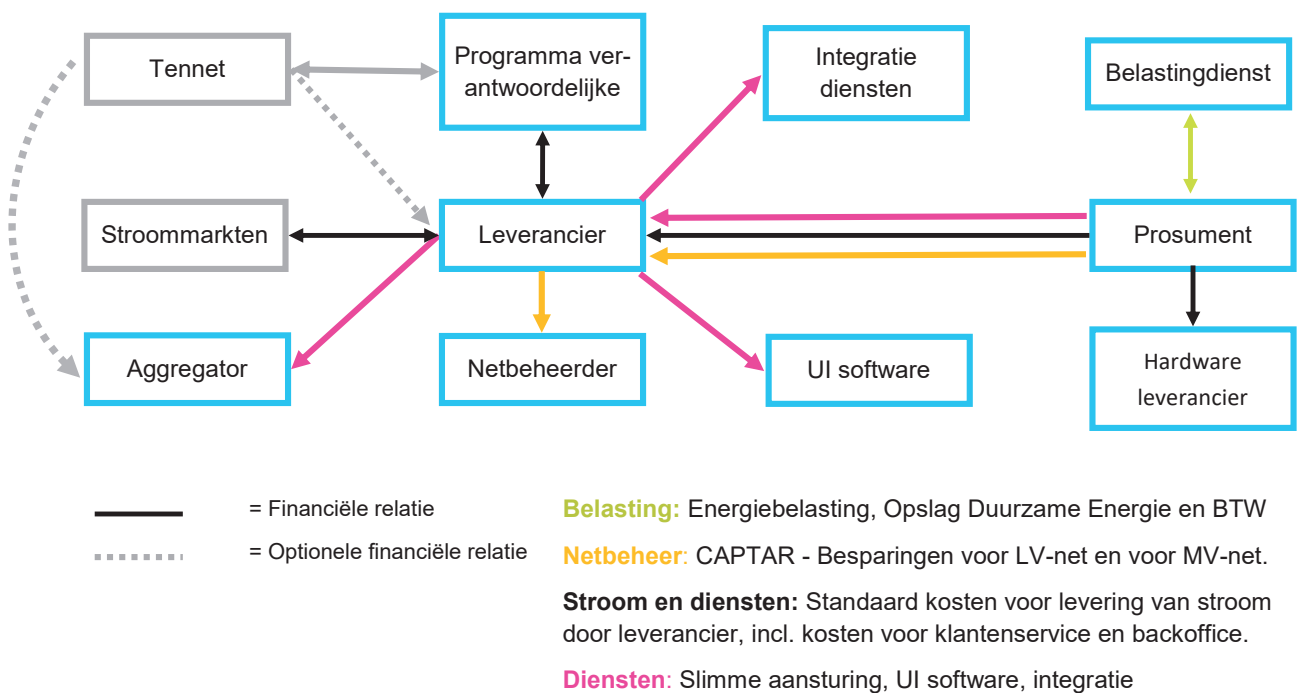 Tennet
Programma ver-
antwoordelijke
Integratie
diensten
Belastingdienst
Stroommarkten
Leverancier
Prosument
Aggregator
Netbeheerder
UI software
Hardware
leverancier
= Financiële relatie
= Optionele financiële relatie
Belasting: Energiebelasting, Opslag Duurzame Energie en BTW
Netbeheer: CAPTAR - Besparingen voor LV-net en voor MV-net.
Stroom en diensten: Standaard kosten voor levering van stroom
door leverancier, incl. kosten voor klantenservice en backoffice.
Diensten: Slimme aansturing, UI software, integratie